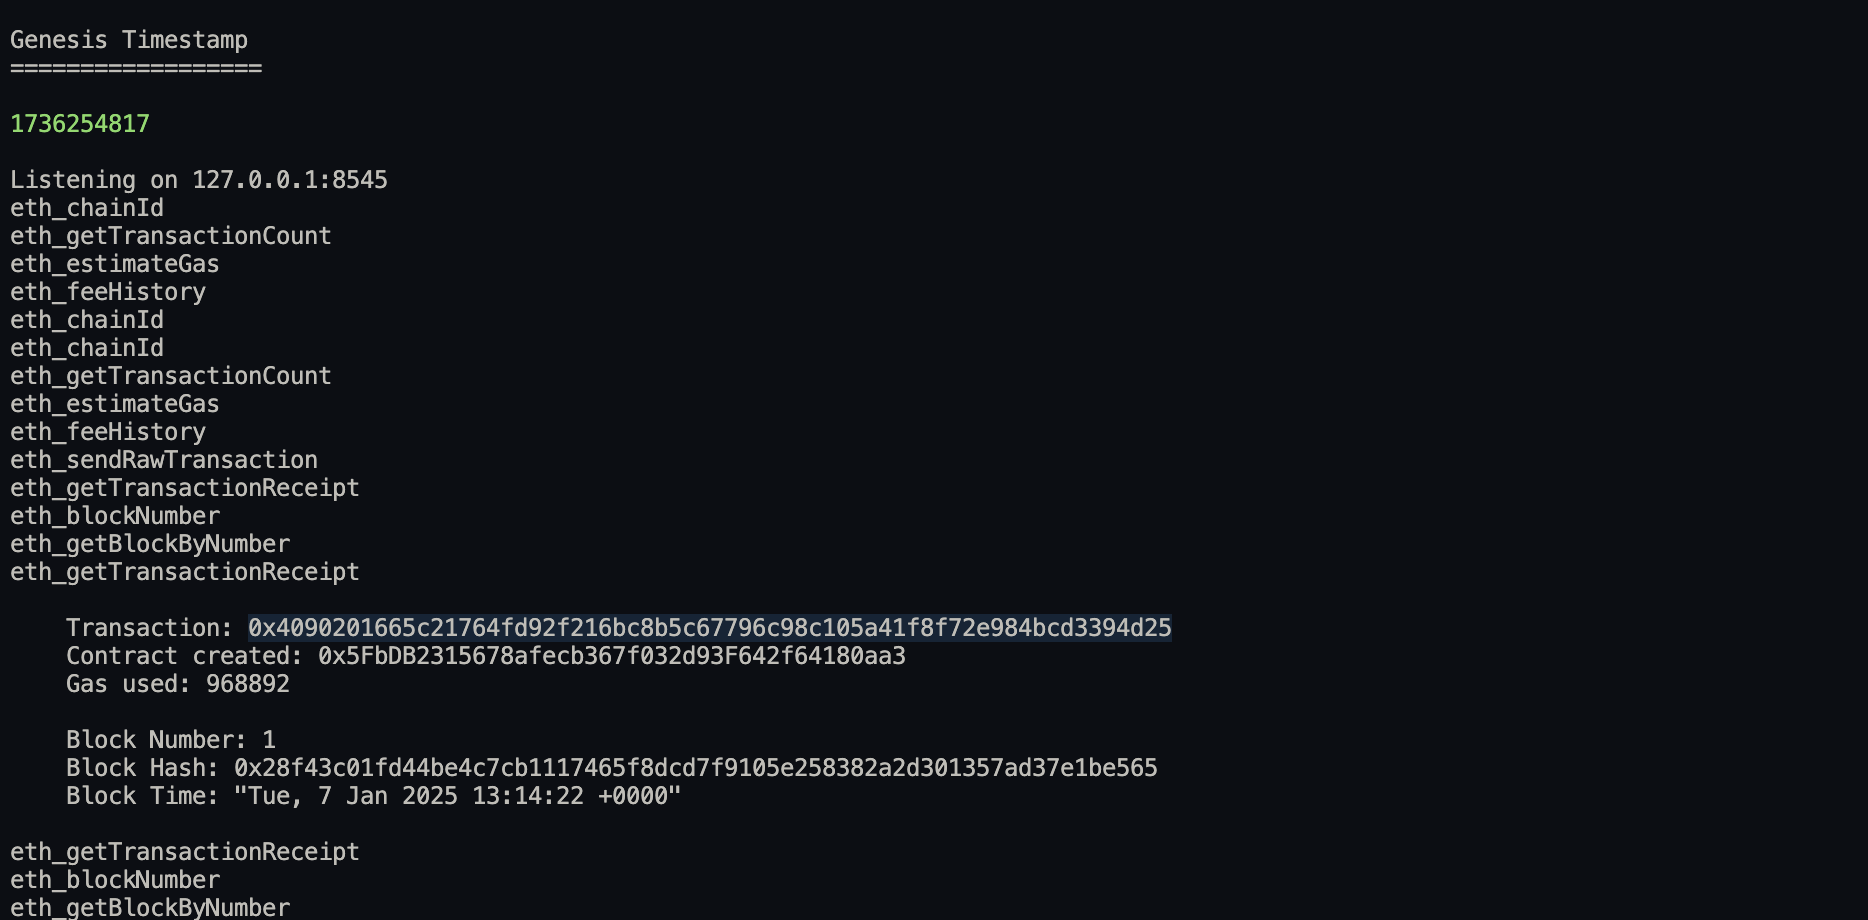 Genesis Timestamp
==================
1736254817
Listening on 127.0.0.1:8545
eth_chainId
eth_getTransactionCount
eth_estimateGas
eth_feeHistory
eth_chainId
eth_chainId
eth_getTransactionCount
eth_estimateGas
eth_feeHistory
eth_sendRawTransaction
eth_getTransactionReceipt
eth_blockNumber
eth_getBlockByNumber
eth_getTransactionReceipt
Transaction: 0x4090201665c21764fd92f216bc8b5c67796c98c105a41f8f72e984bcd3394d25
Contract created: 0x5FbDB2315678afecb367f032d93F642f64180aa3
Gas used: 968892
Block Number: 1
Block Hash: 0x28f43c01fd44be4c7cb1117465f8dcd7f9105e258382a2d301357ad37e1be565
Block Time: "Tue, 7 Jan 2025 13:14:22 +0000"
eth_getTransactionReceipt
eth_blockNumber
eth_getBlockByNumber